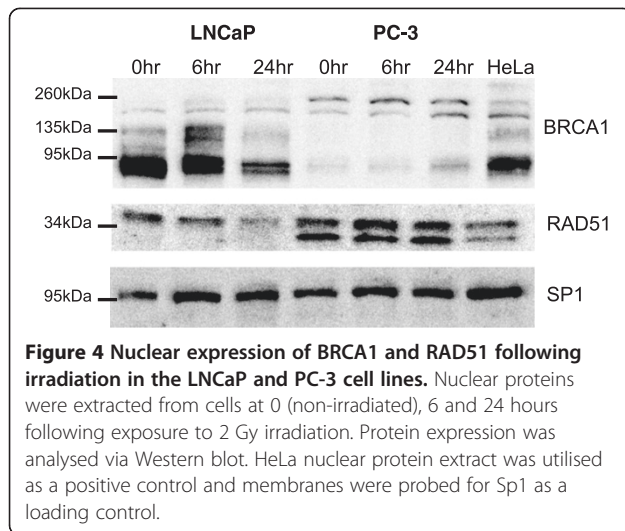 LNCaP PC-3
0hr 6hr 24hr 0hr 6hr 24hr HeLa
260kDa
135kDa
BRCA1
95kDa
34kDa RAD51
95kDa SP1
Figure 4 Nuclear expression of BRCA1 and RAD51 following
irradiation in the LNCaP and PC-3 cell lines. Nuclear proteins
were extracted from cells at 0 (non-irradiated), 6 and 24 hours
following exposure to 2 Gy irradiation. Protein expression was
analysed via Western blot. HeLa nuclear protein extract was utilised
as a positive control and membranes were probed for Sp1 as a
loading control.